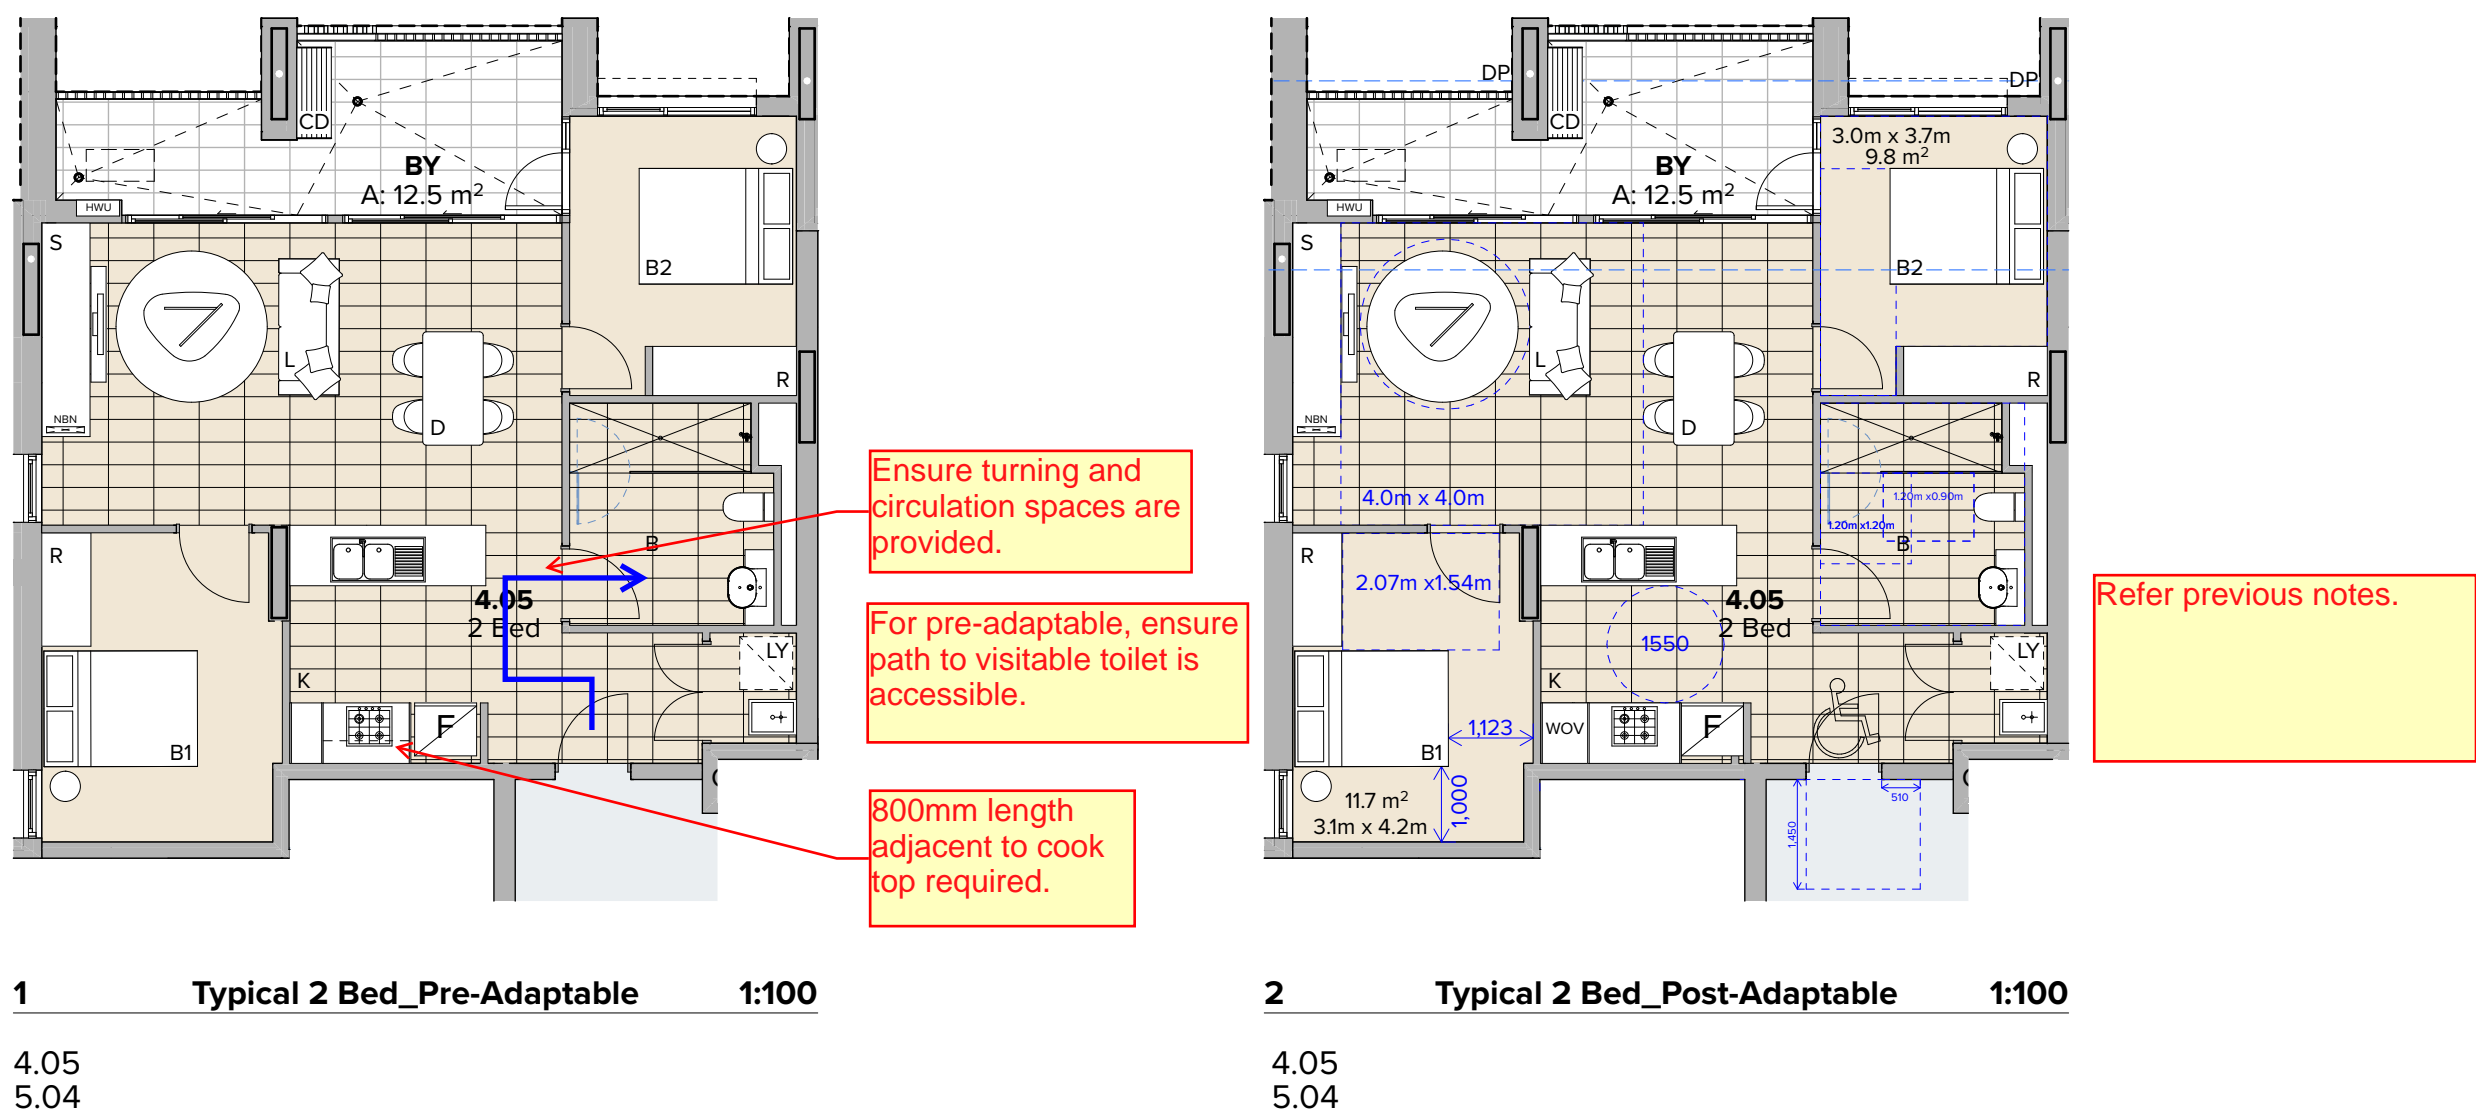 CD
BY
A: 12.5 m²
HWU
S
B2
L
R
NBN
D
B
R
4.05
2 Bed
LY
K
F
B1
Ensure turning and
circulation spaces are
provided.
For pre-adaptable, ensure
path to visitable toilet is
accessible.
800mm length
adjacent to cook
top required.
1 Typical 2 Bed_Pre-Adaptable 1:100
4.05
5.04
DP
DP
CD
3.0m x 3.7m
9.8 m²
BY
A: 12.5 m²
HWU
S
B2
L
R
NBN
D
4.0m x 4.0m
1.20m x0.90m
1.20m x1.20m
B
R
2.07m x1.54m
4.05
2 Bed
1550
LY
K
WOV
F
1,123
B1
1,000
11.7 m²
3.1m x 4.2m
510
1,450
Refer previous notes.
2 Typical 2 Bed_Post-Adaptable 1:100
4.05
5.04